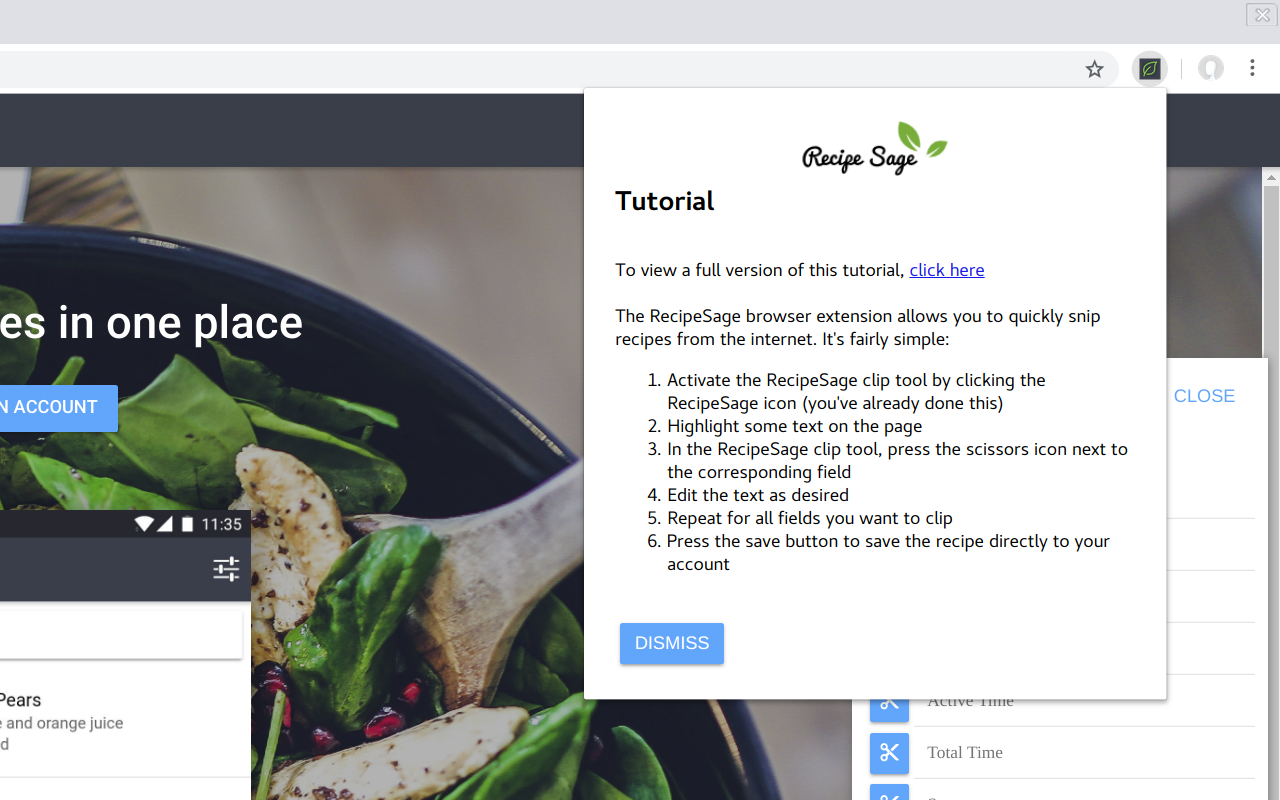 Recipe Sage
Tutorial
To view a full version of this tutorial, click here
The RecipeSage browser extension allows you to quickly snip
recipes from the internet. It's fairly simple:
1. Activate the RecipeSage clip tool by clicking the
RecipeSage icon (you've already done this)
2. Highlight some text on the page
3. In the RecipeSage clip tool, press the scissors icon next to
the corresponding field
4. Edit the text as desired
5. Repeat for all fields you want to clip
6. Press the save button to save the recipe directly to your
account
DISMISS
es in one place
N ACCOUNT
11:35
Pears
e and orange juice
d
CLOSE
Active Time
Total Time